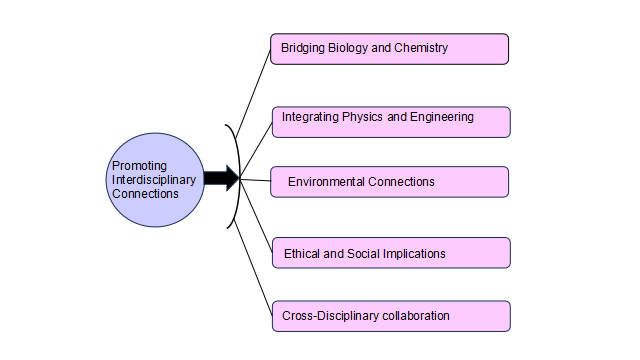 Bridging Biology and Chemistry
Integrating Physics and Engineering
Promoting
Interdisciplinary
Connections
Environmental Connections
Ethical and Social Implications
Cross-Disciplinary collaboration